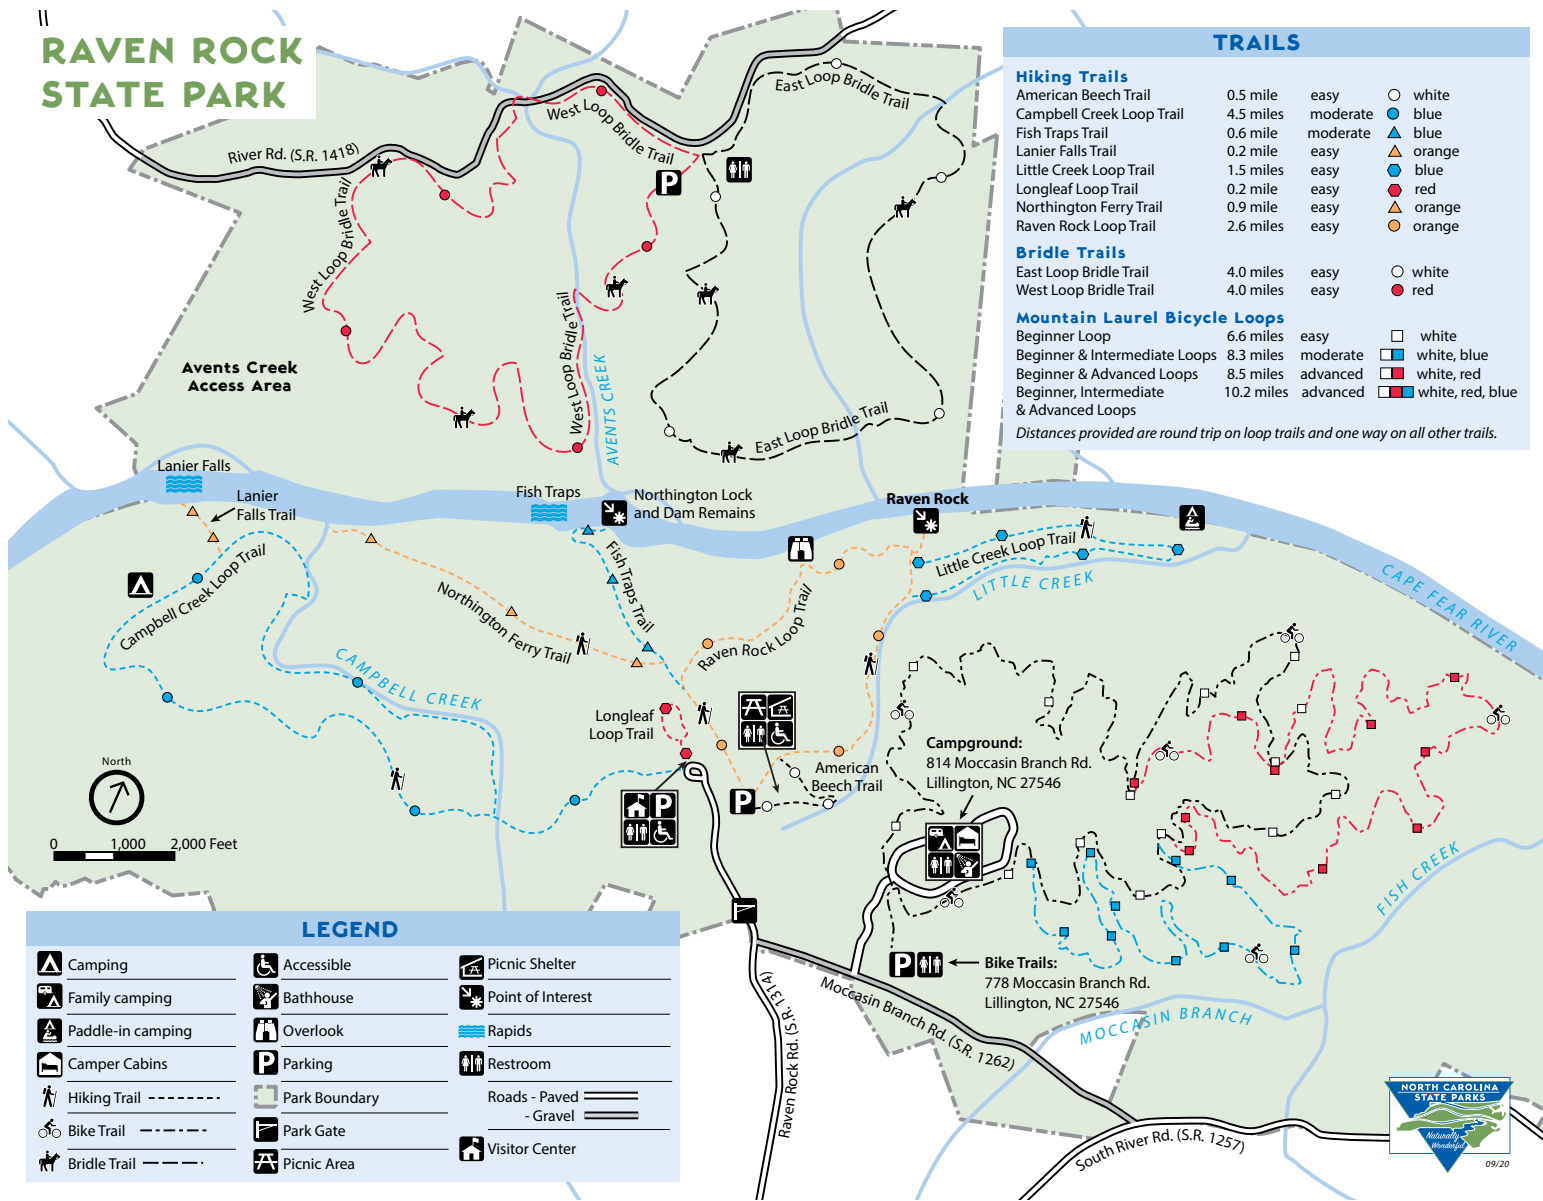 RAVEN ROCK
STATE PARK
TRAILS
Hiking Trails
American Beech Trail 0.5 mile easy white
Campbell Creek Loop Trail 4.5 miles moderate blue
Fish Traps Trail 0.6 mile moderate blue
Lanier Falls Trail 0.2 mile easy orange
Little Creek Loop Trail 1.5 miles easy blue
Longleaf Loop Trail 0.2 mile easy red
Northington Ferry Trail 0.9 mile easy orange
Raven Rock Loop Trail 2.6 miles easy orange
Bridle Trails
East Loop Bridle Trail 4.0 miles easy white
West Loop Bridle Trail 4.0 miles easy red
Mountain Laurel Bicycle Loops
Beginner Loop 6.6 miles easy white
Beginner & Intermediate Loops 8.3 miles moderate white, blue
Beginner & Advanced Loops 8.5 miles advanced white, red
Beginner, Intermediate 10.2 miles advanced white, red, blue
& Advanced Loops
Distances provided are round trip on loop trails and one way on all other trails.
East Loop Bridle Trail
West Loop Bridle Trail
River Rd. (S.R. 1418)
P
West Loop Bridle Trail
West Loop Bridle Trail
AVENTS CREEK
Avents Creek
Access Area
East Loop Bridle Trail
Lanier Falls
Lanier
Falls Trail
Fish Traps
Northington Lock
and Dam Remains
Raven Rock
Campbell Creek Loop Trail
Northington Ferry Trail
Fish Traps Trail
Raven Rock Loop Trail
Little Creek Loop Trail
LITTLE CREEK
CAPE FEAR RIVER
CAMPBELL CREEK
Longleaf
Loop Trail
American
Beech Trail
P
P
Campground:
814 Moccasin Branch Rd.
Lillington, NC 27546
North
0 1,000 2,000 Feet
FISH CREEK
P
Bike Trails:
778 Moccasin Branch Rd.
Lillington, NC 27546
MOCCASIN BRANCH
Moccasin Branch Rd. (S.R. 1262)
Raven Rock Rd. (S.R. 1314)
South River Rd. (S.R. 1257)
LEGEND
Camping
Family camping
Paddle-in camping
Camper Cabins
Hiking Trail
Bike Trail
Bridle Trail
Accessible
Bathhouse
Overlook
P Parking
Park Boundary
Park Gate
Picnic Area
Picnic Shelter
Point of Interest
Rapids
Restroom
Roads - Paved
- Gravel
Visitor Center
NORTH CAROLINA
STATE PARKS
Naturally
Wonderful
09/20